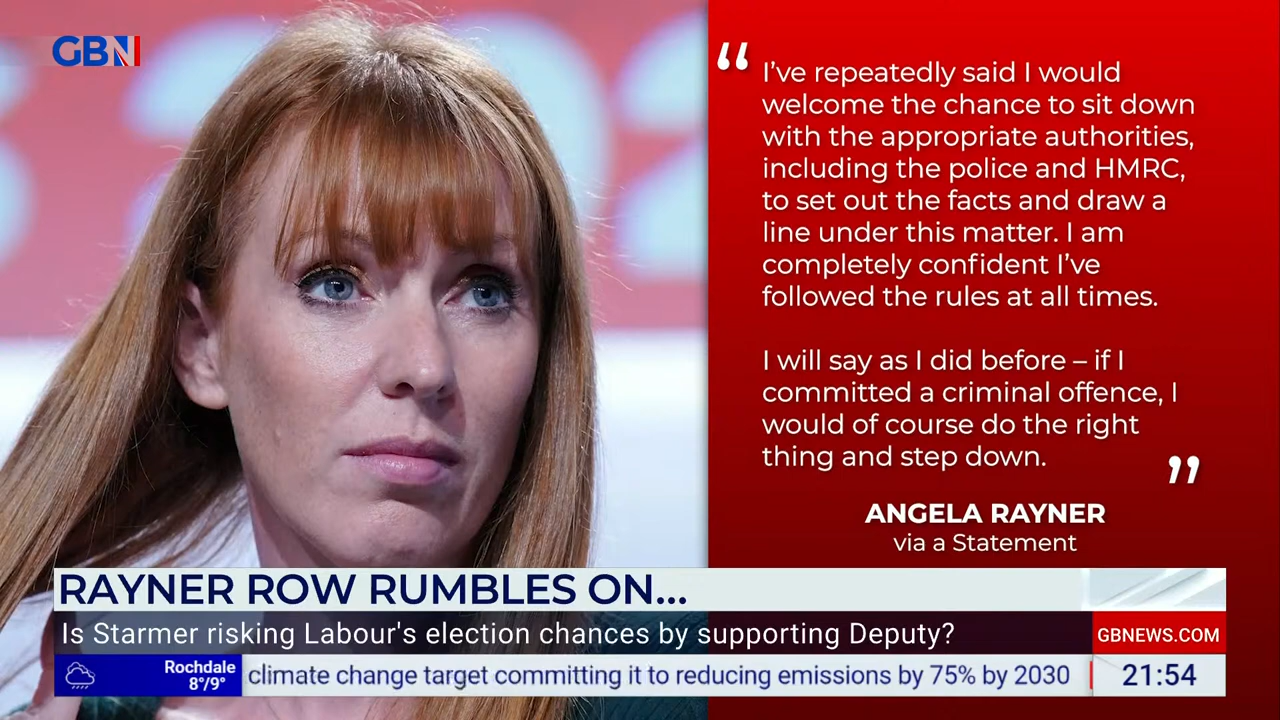 GBN
“
I’ve repeatedly said I would
welcome the chance to sit down
with the appropriate authorities,
including the police and HMRC,
to set out the facts and draw a
line under this matter. I am
completely confident I’ve
followed the rules at all times.
I will say as I did before – if I
committed a criminal offence, I
would of course do the right
thing and step down.
”
ANGELA RAYNER
via a Statement
RAYNER ROW RUMBLES ON...
Is Starmer risking Labour's election chances by supporting Deputy?
GBNEWS.COM
Rochdale
8°/9°
climate change target committing it to reducing emissions by 75% by 2030
21:54